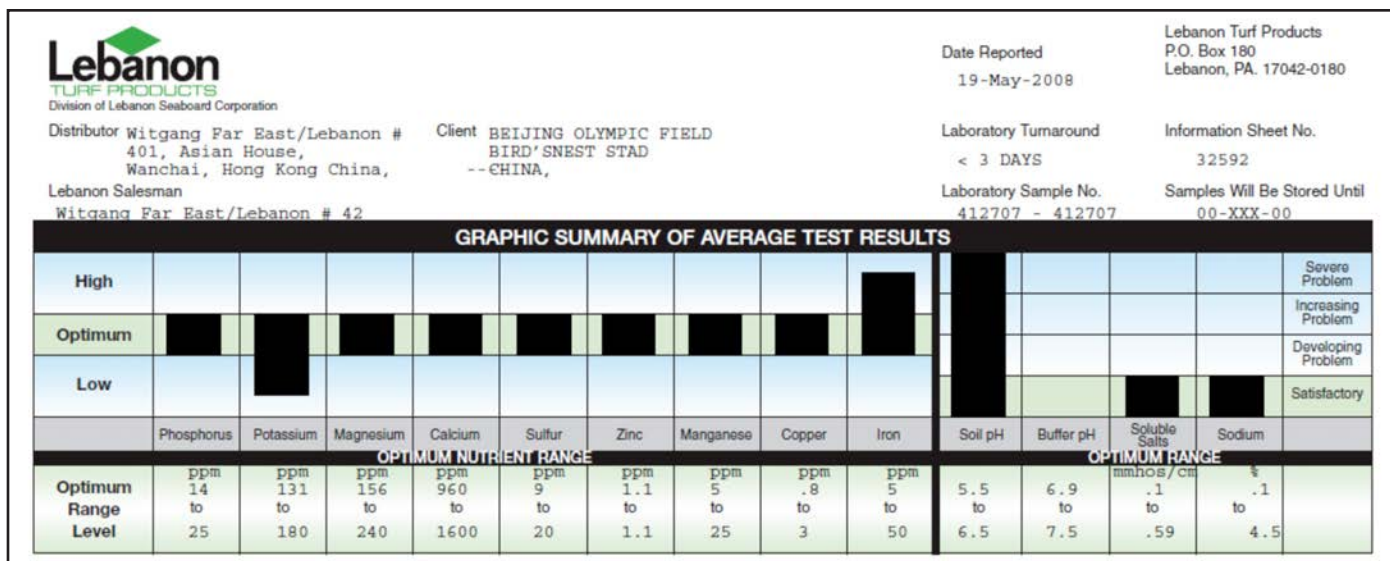 Lebanon
TURF PRODUCTS
Division of Lebanon Seaboard Corporation
Date Reported
19-May-2008
Lebanon Turf Products
P.O. Box 180
Lebanon, PA. 17042-0180
Distributor Witgang Far East/Lebanon #
401, Asian House,
Wanchai, Hong Kong China,
Client BEIJING OLYMPIC FIELD
BIRD'SNEST STAD
--CHINA,
Laboratory Turnaround
< 3 DAYS
Information Sheet No.
32592
Lebanon Salesman
Witgang Far East/Lebanon # 42
Laboratory Sample No.
412707 - 412707
Samples Will Be Stored Until
00-XXX-00
GRAPHIC SUMMARY OF AVERAGE TEST RESULTS
High
Optimum
Low
Severe
Problem
Increasing
Problem
Developing
Problem
Satisfactory
Phosphorus Potassium Magnesium Calcium Sulfur Zinc Manganese Copper Iron Soil pH Buffer pH Soluble Salts Sodium
OPTIMUM NUTRIENT RANGE OPTIMUM RANGE
ppm ppm ppm ppm ppm ppm ppm ppm ppm mmhos/cm %
Optimum 14 131 156 960 9 1.1 5 .8 5 5.5 6.9 .1 .1
Range to to to to to to to to to to to to to
Level 25 180 240 1600 20 1.1 25 3 50 6.5 7.5 .59 4.5